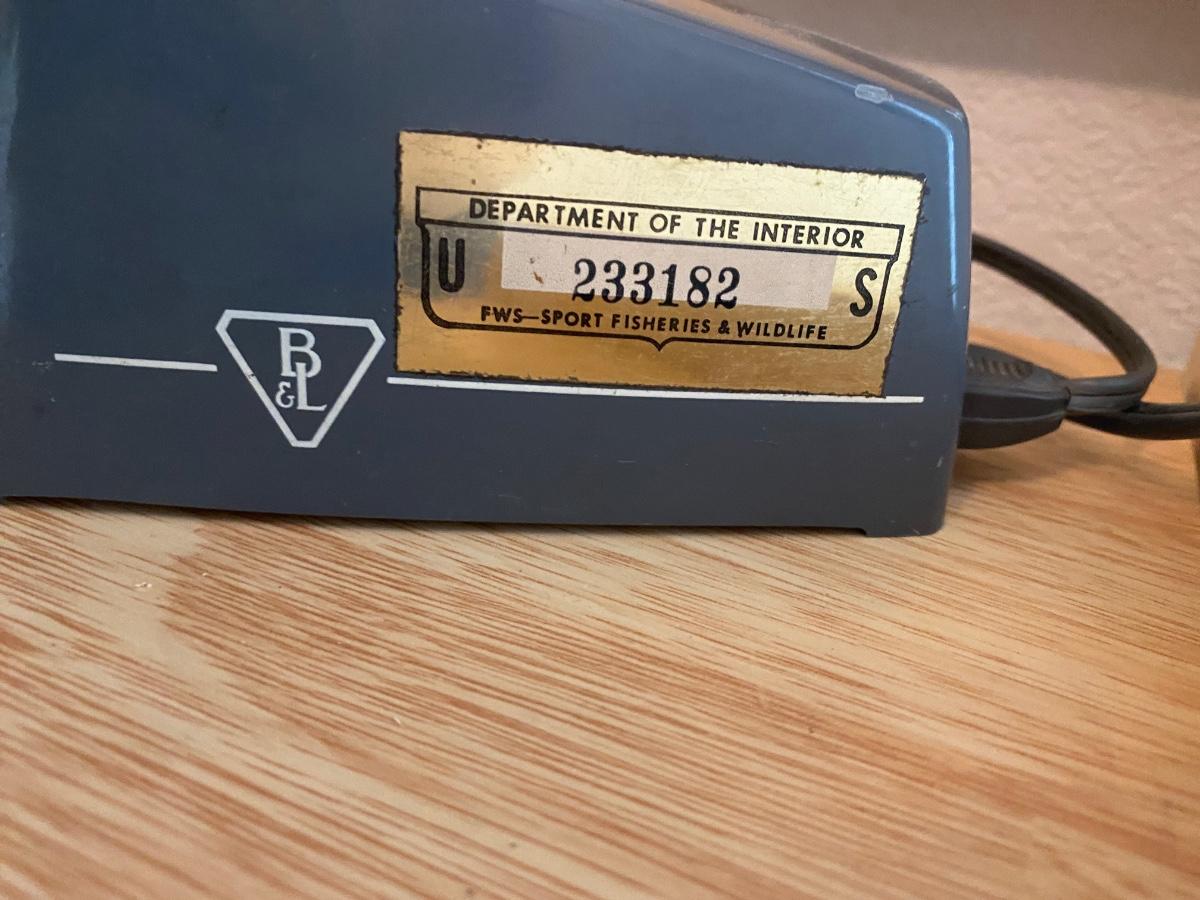 DEPARTMENT OF THE INTERIOR
U 233182 S
FWS—SPORT FISHERIES & WILDLIFE
B
&L